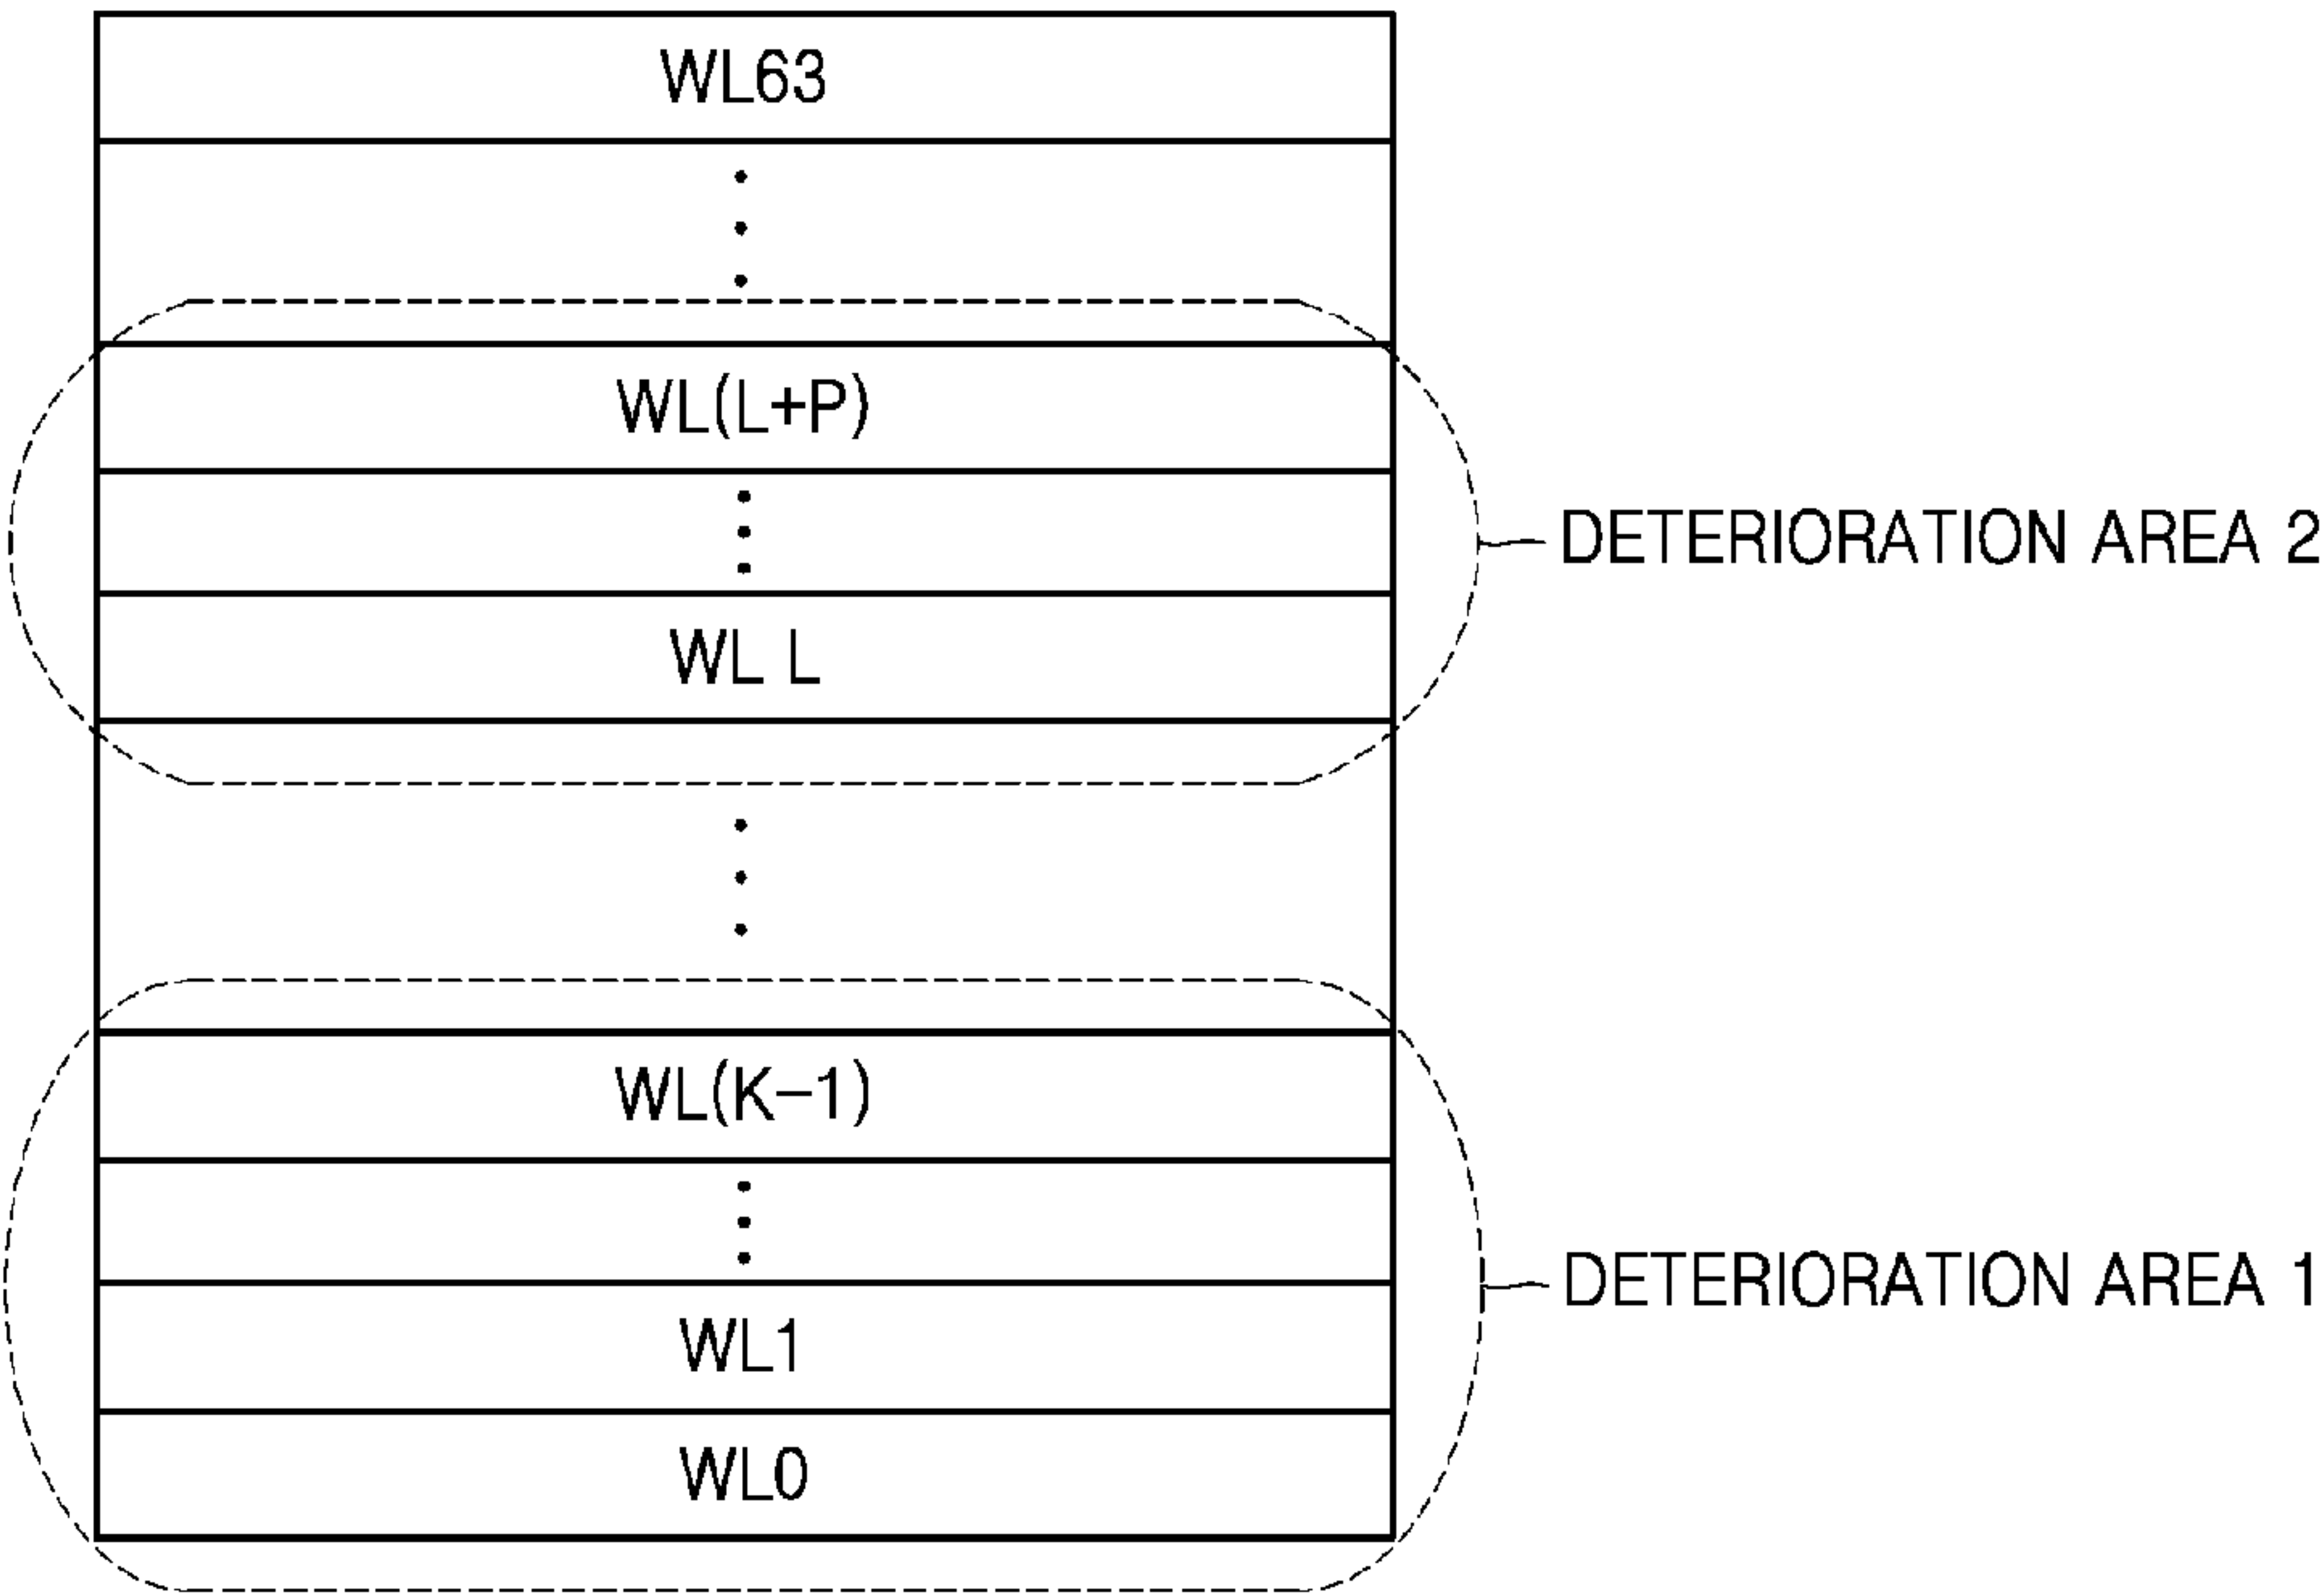 WL63
WL(L+P)
DETERIORATION AREA 2
WL L
WL(K-1)
DETERIORATION AREA 1
WL1
WL0